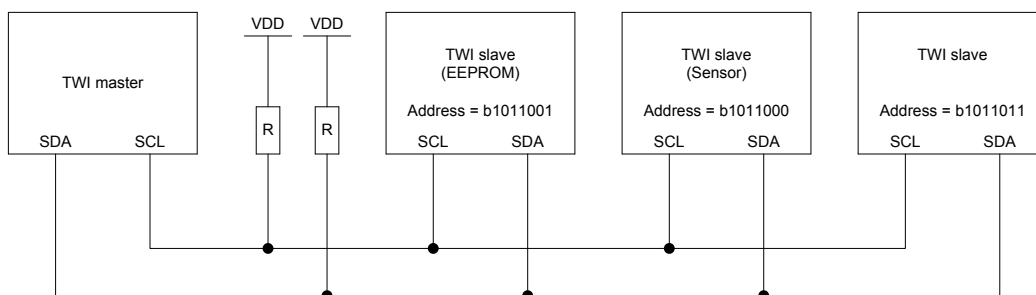 TWI master
SDA
SCL
VDD
VDD
R
R
TWI slave
(EEPROM)
Address = b1011001
SCL
SDA
TWI slave
(Sensor)
Address = b1011000
SCL
SDA
TWI slave
Address = b1011011
SCL
SDA